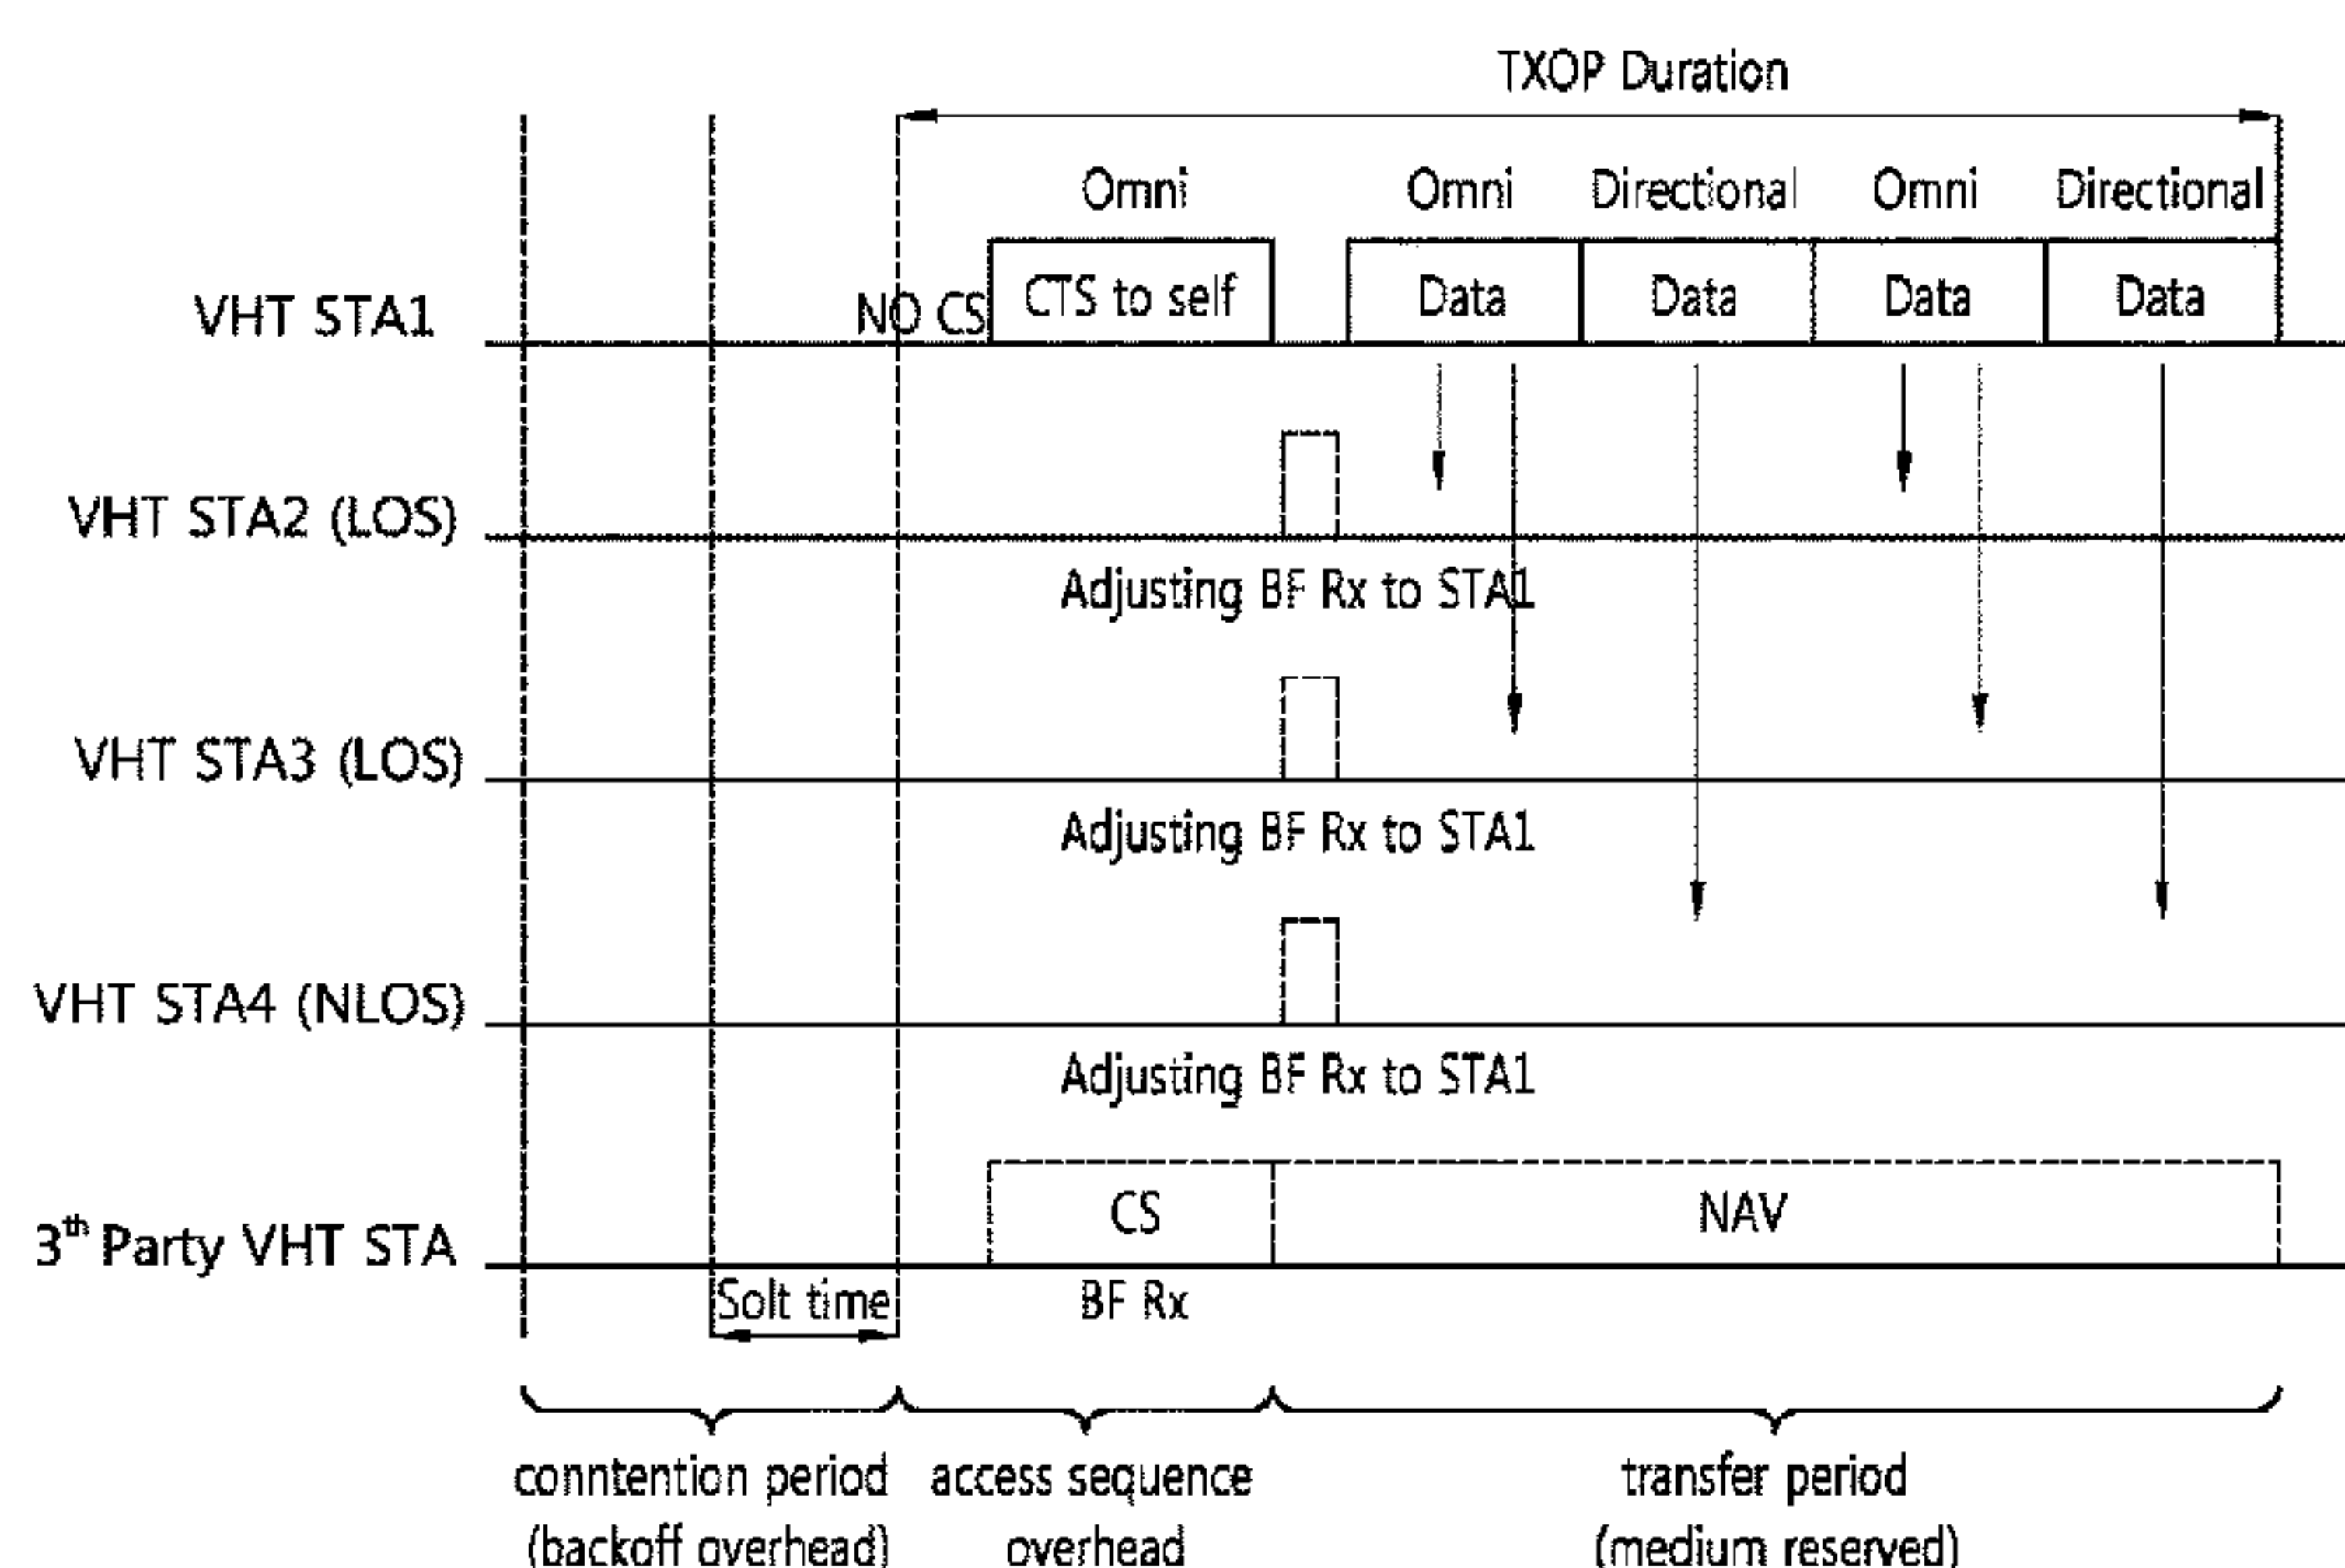 TXOP Duration
Omni Omni Directional Omni Directional
VHT STA1 NO CS CTS to self Data Data Data Data
VHT STA2 (LOS)
Adjusting BF Rx to STA1
VHT STA3 (LOS)
Adjusting BF Rx to STA1
VHT STA4 (NLOS)
Adjusting BF Rx to STA1
3th Party VHT STA CS NAV
Solt time BF Rx
conntention period access sequence transfer period
(backoff overhead) overhead (medium reserved)